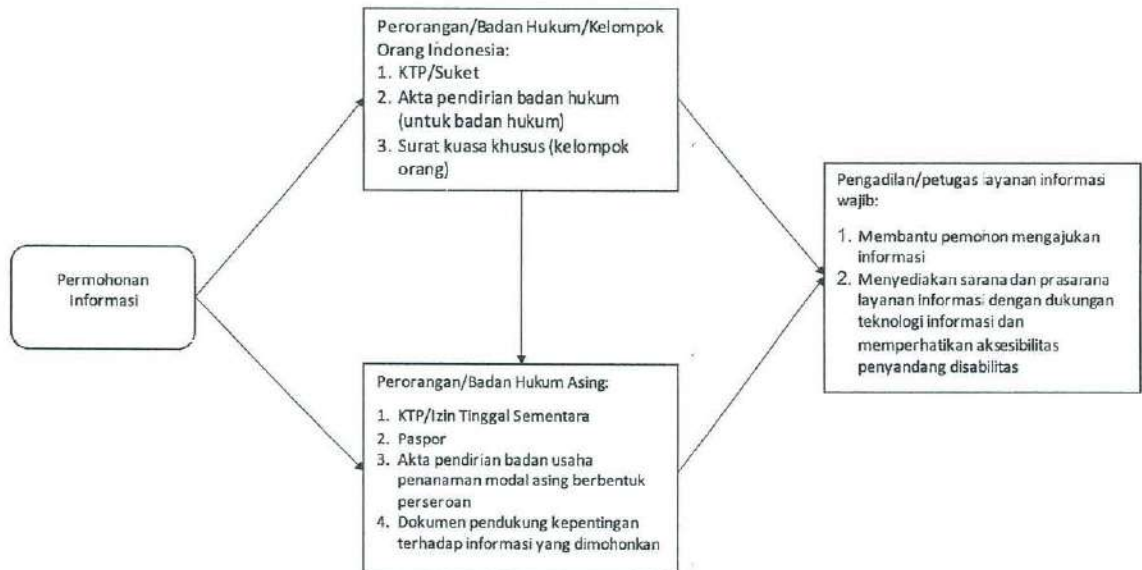 Permohonan
Informasi
Perorangan/Badan Hukum/Kelompok
Orang Indonesia:
1. KTP/Suket
2. Akta pendirian badan hukum
(untuk badan hukum)
3. Surat kuasa khusus (kelompok
orang)
Perorangan/Badan Hukum Asing:
1. KTP/Izin Tinggal Sementara
2. Paspor
3. Akta pendirian badan usaha
penanaman modal asing berbentuk
perseroan
4. Dokumen pendukung kepentingan
terhadap informasi yang dimohonkan
Pengadilan/petugas layanan informasi
wajib:
1. Membantu pemohon mengajukan
informasi
2. Menyediakan sarana dan prasarana
layanan informasi dengan dukungan
teknologi informasi dan
memperhatikan aksesibilitas
penyandang disabilitas